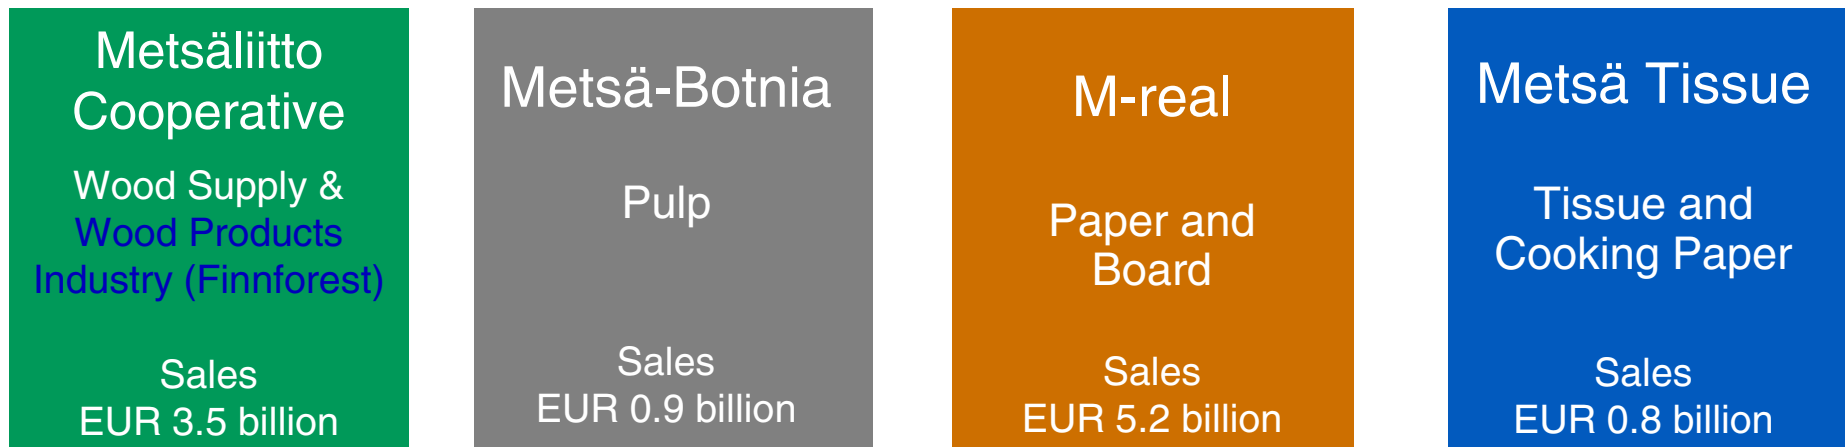 Metsäliitto
Cooperative
Wood Supply &
Wood Products
Industry (Finnforest)
Sales
EUR 3.5 billion
Metsä-Botnia
Pulp
Sales
EUR 0.9 billion
M-real
Paper and
Board
Sales
EUR 5.2 billion
Metsä Tissue
Tissue and
Cooking Paper
Sales
EUR 0.8 billion